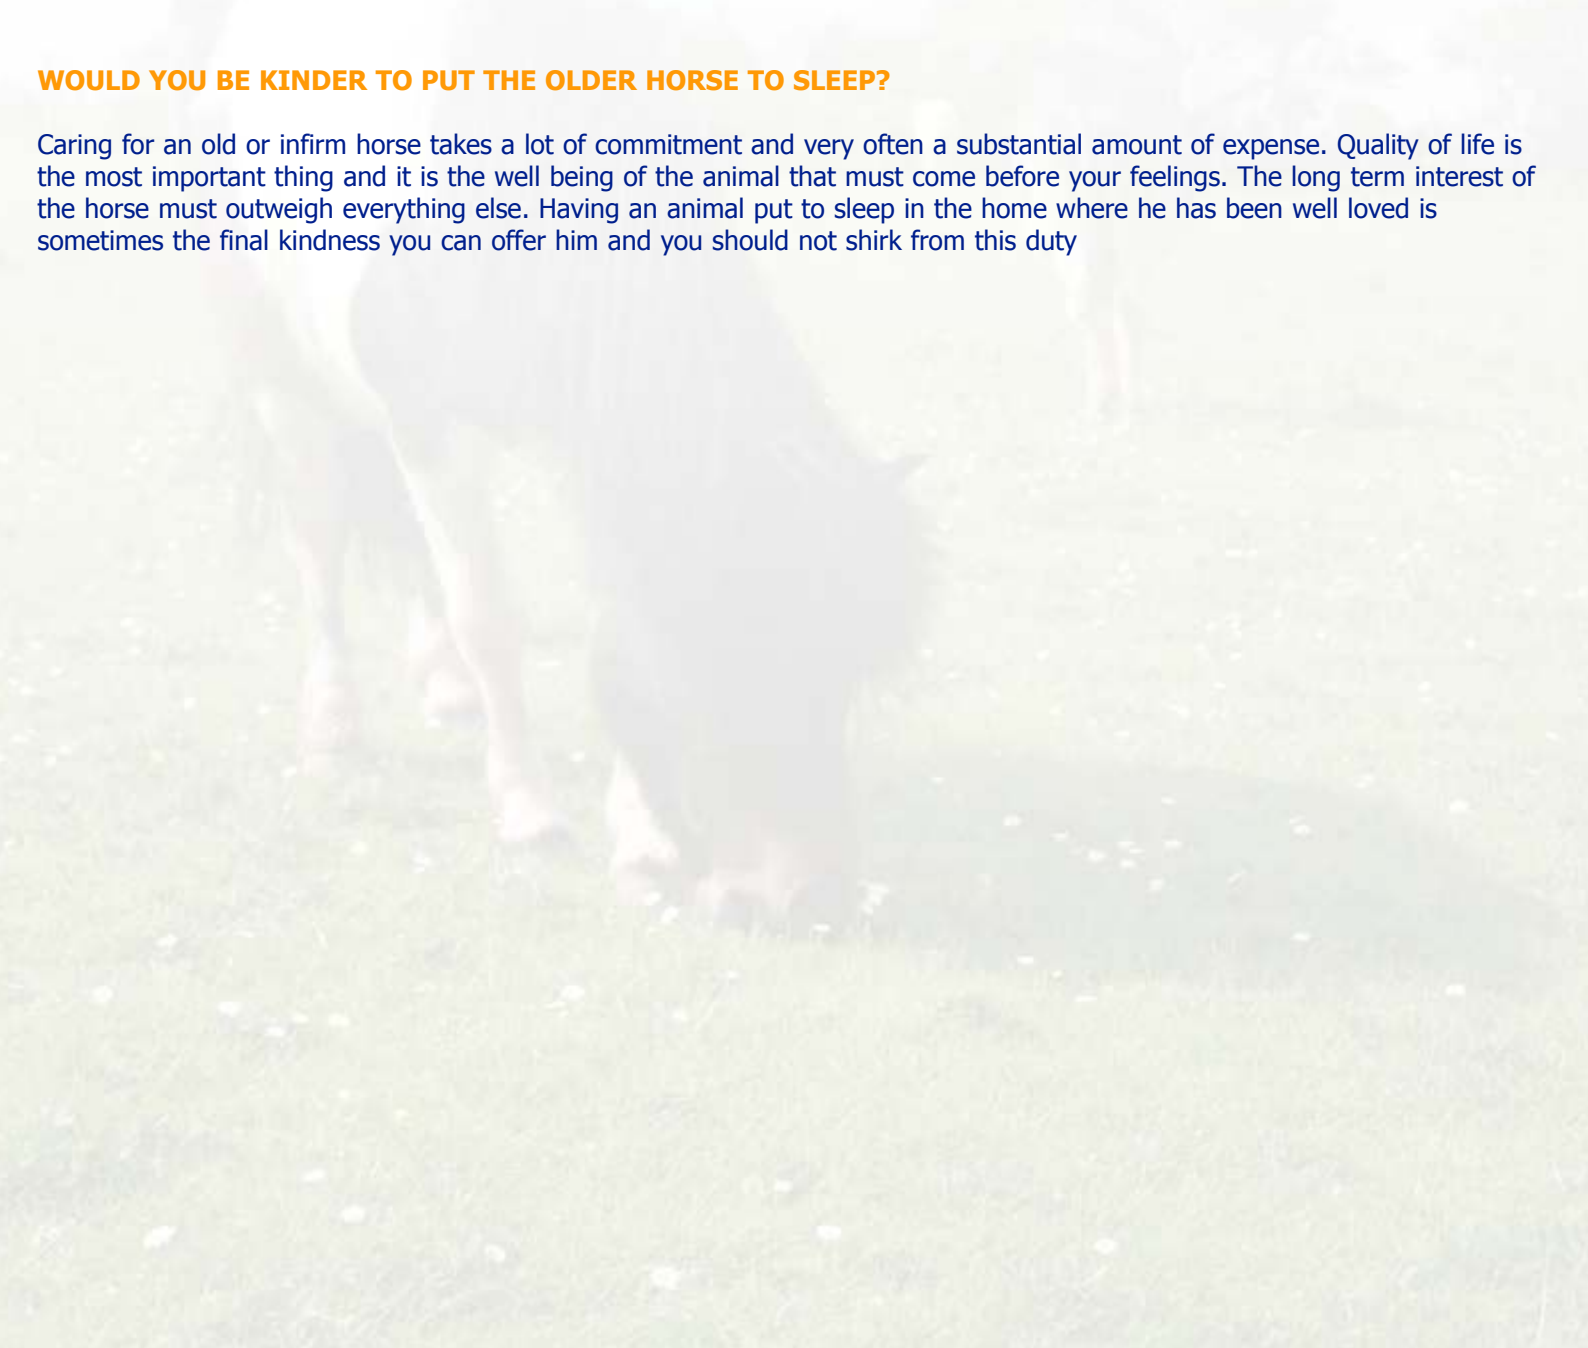 WOULD YOU BE KINDER TO PUT THE OLDER HORSE TO SLEEP?
Caring for an old or infirm horse takes a lot of commitment and very often a substantial amount of expense. Quality of life is
the most important thing and it is the well being of the animal that must come before your feelings. The long term interest of
the horse must outweigh everything else. Having an animal put to sleep in the home where he has been well loved is
sometimes the final kindness you can offer him and you should not shirk from this duty